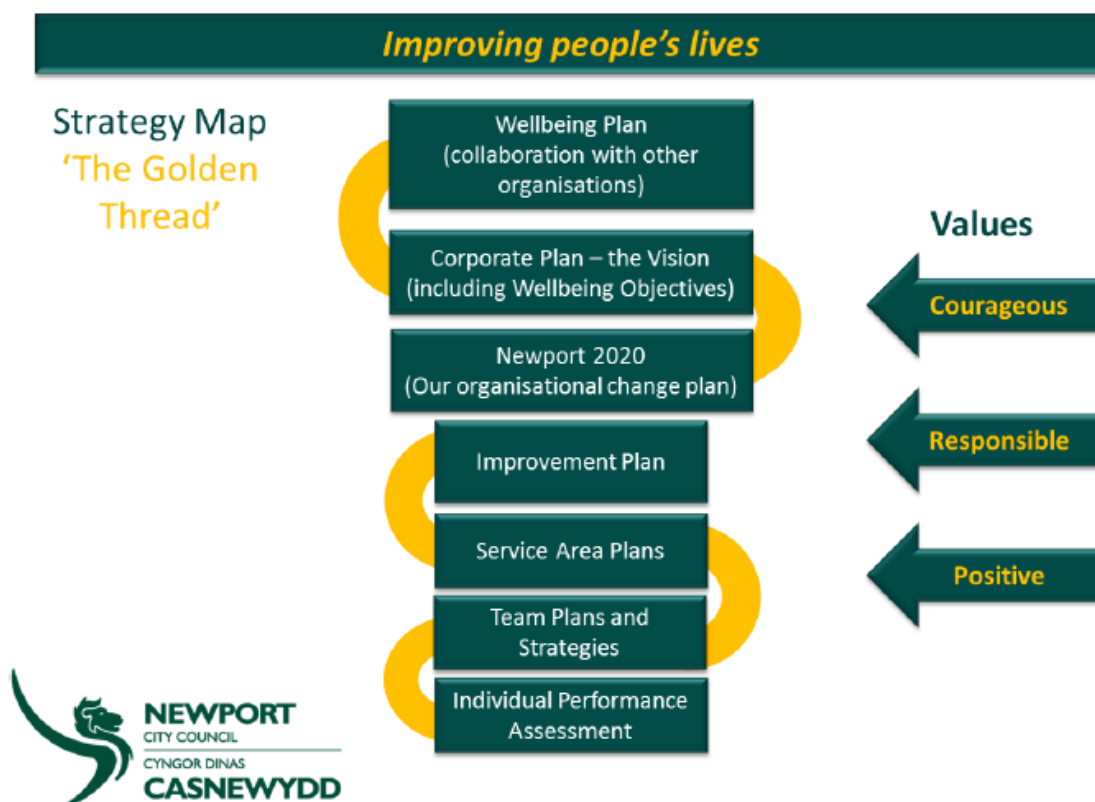 Improving people's lives
Strategy Map
‘The Golden
Thread’
Wellbeing Plan
(collaboration with other
organisations)
Corporate Plan – the Vision
(including Wellbeing Objectives)
Newport 2020
(Our organisational change plan)
Improvement Plan
Service Area Plans
Team Plans and
Strategies
Individual Performance
Assessment
Values
Courageous
Responsible
Positive
NEWPORT
CITY COUNCIL
CYNGOR DINAS
CASNEWYDD